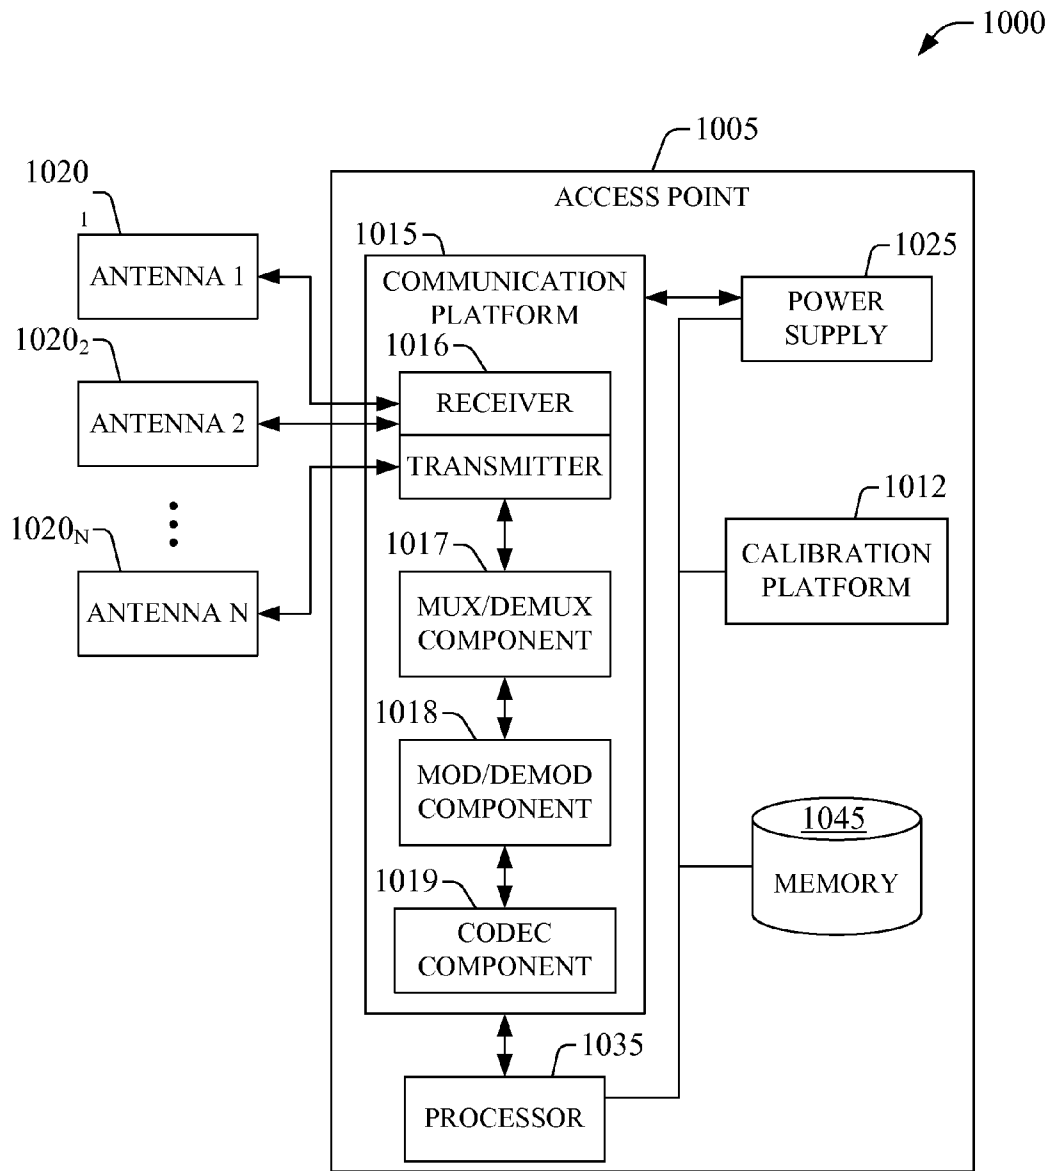 1000
1005
ACCESS POINT
1020
1
ANTENNA 1
1015
COMMUNICATION
PLATFORM
1025
POWER
SUPPLY
1020₂
ANTENNA 2
1016
RECEIVER
TRANSMITTER
1020N
ANTENNA N
1017
MUX/DEMUX
COMPONENT
1012
CALIBRATION
PLATFORM
1018
MOD/DEMOD
COMPONENT
1045
MEMORY
1019
CODEC
COMPONENT
1035
PROCESSOR